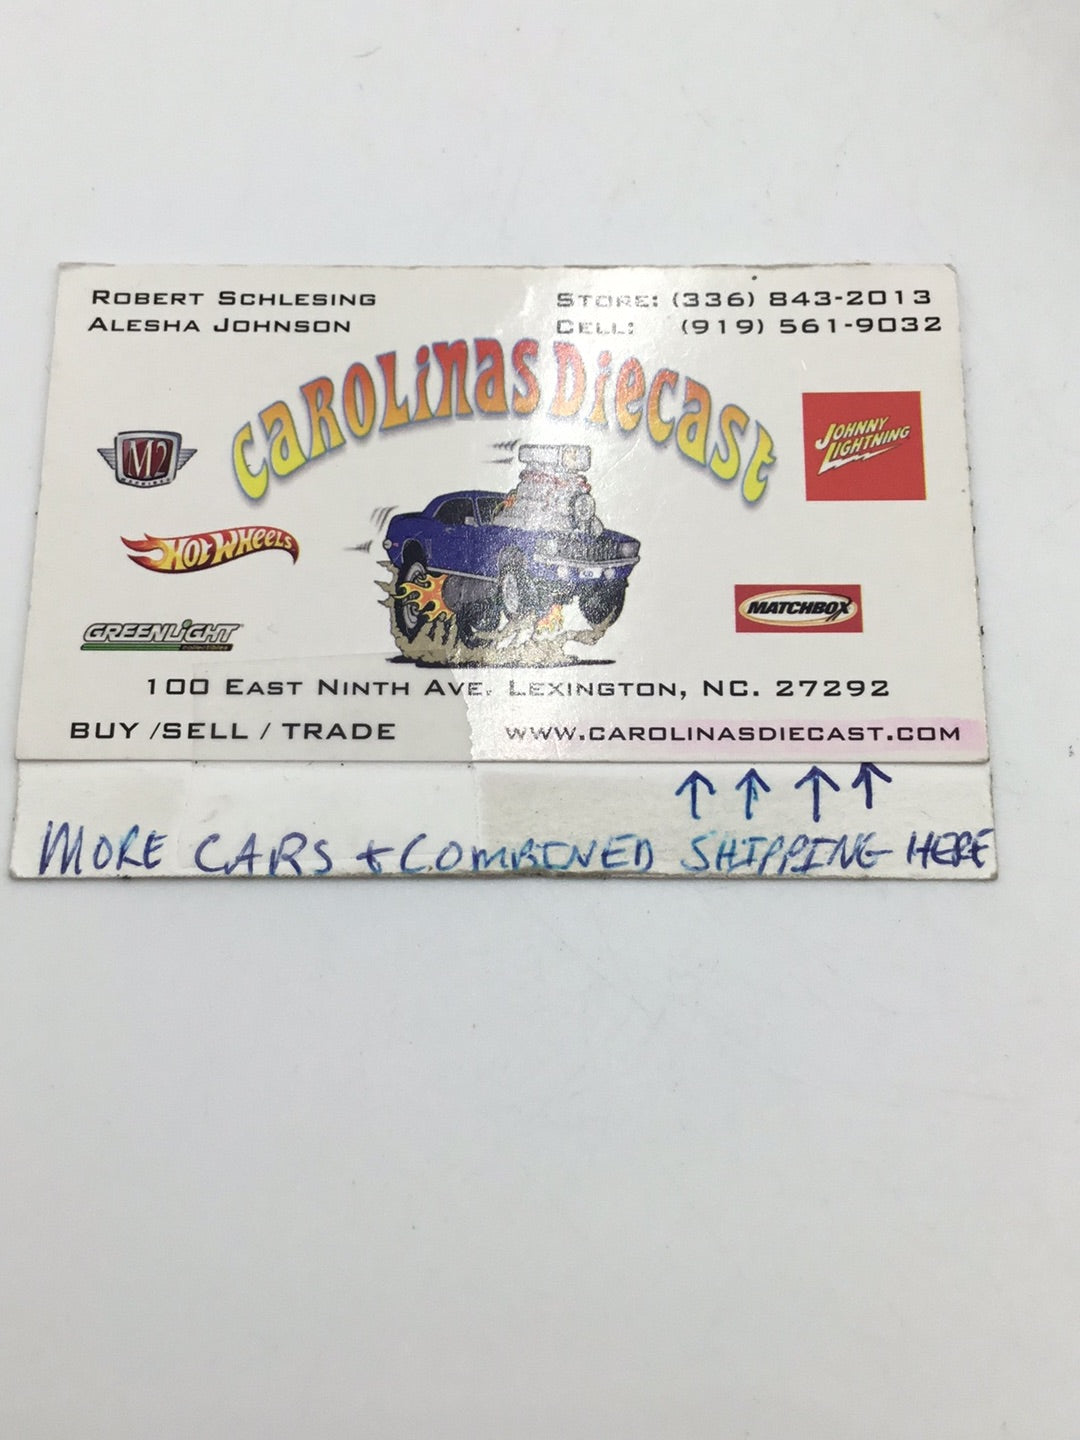 ROBERT SCHLESING
ALESHA JOHNSON
STORE: (336) 843-2013
CELL: (919) 561-9032
CAROLINAS DIECAST
M2
MACHINES
JOHNNY LIGHTNING
HOT WHEELS
MATCHBOX
GREENLIGHT
collectibles
100 EAST NINTH AVE. LEXINGTON, NC. 27292
BUY /SELL / TRADE
WWW.CAROLINASDIECAST.COM
↑ ↑ ↑ ↑
MORE CARS + COMBINED SHIPPING HERE